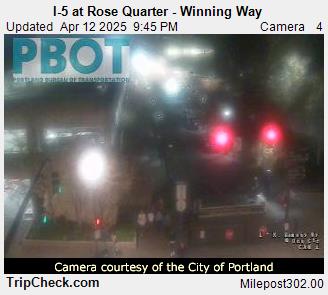 I-5 at Rose Quarter - Winning Way
Updated Apr 12 2025 9:45 PM Camera 4
PBOT
PORTLAND BUREAU OF TRANSPORTATION
Camera courtesy of the City of Portland
TripCheck.com Milepost302.00